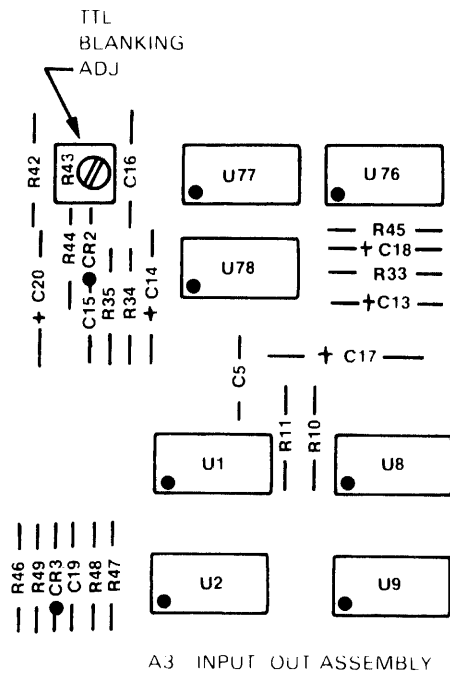 TTL
BLANKING
ADJ
R42
R43
C16
U77
U76
R44
CR2
C20
C15
R35
R34
C14
U78
R45
C18
R33
C13
C5
C17
R11
R10
U1
U8
R46
R49
CR3
C19
R48
R47
U2
U9
A3 INPUT OUT ASSEMBLY